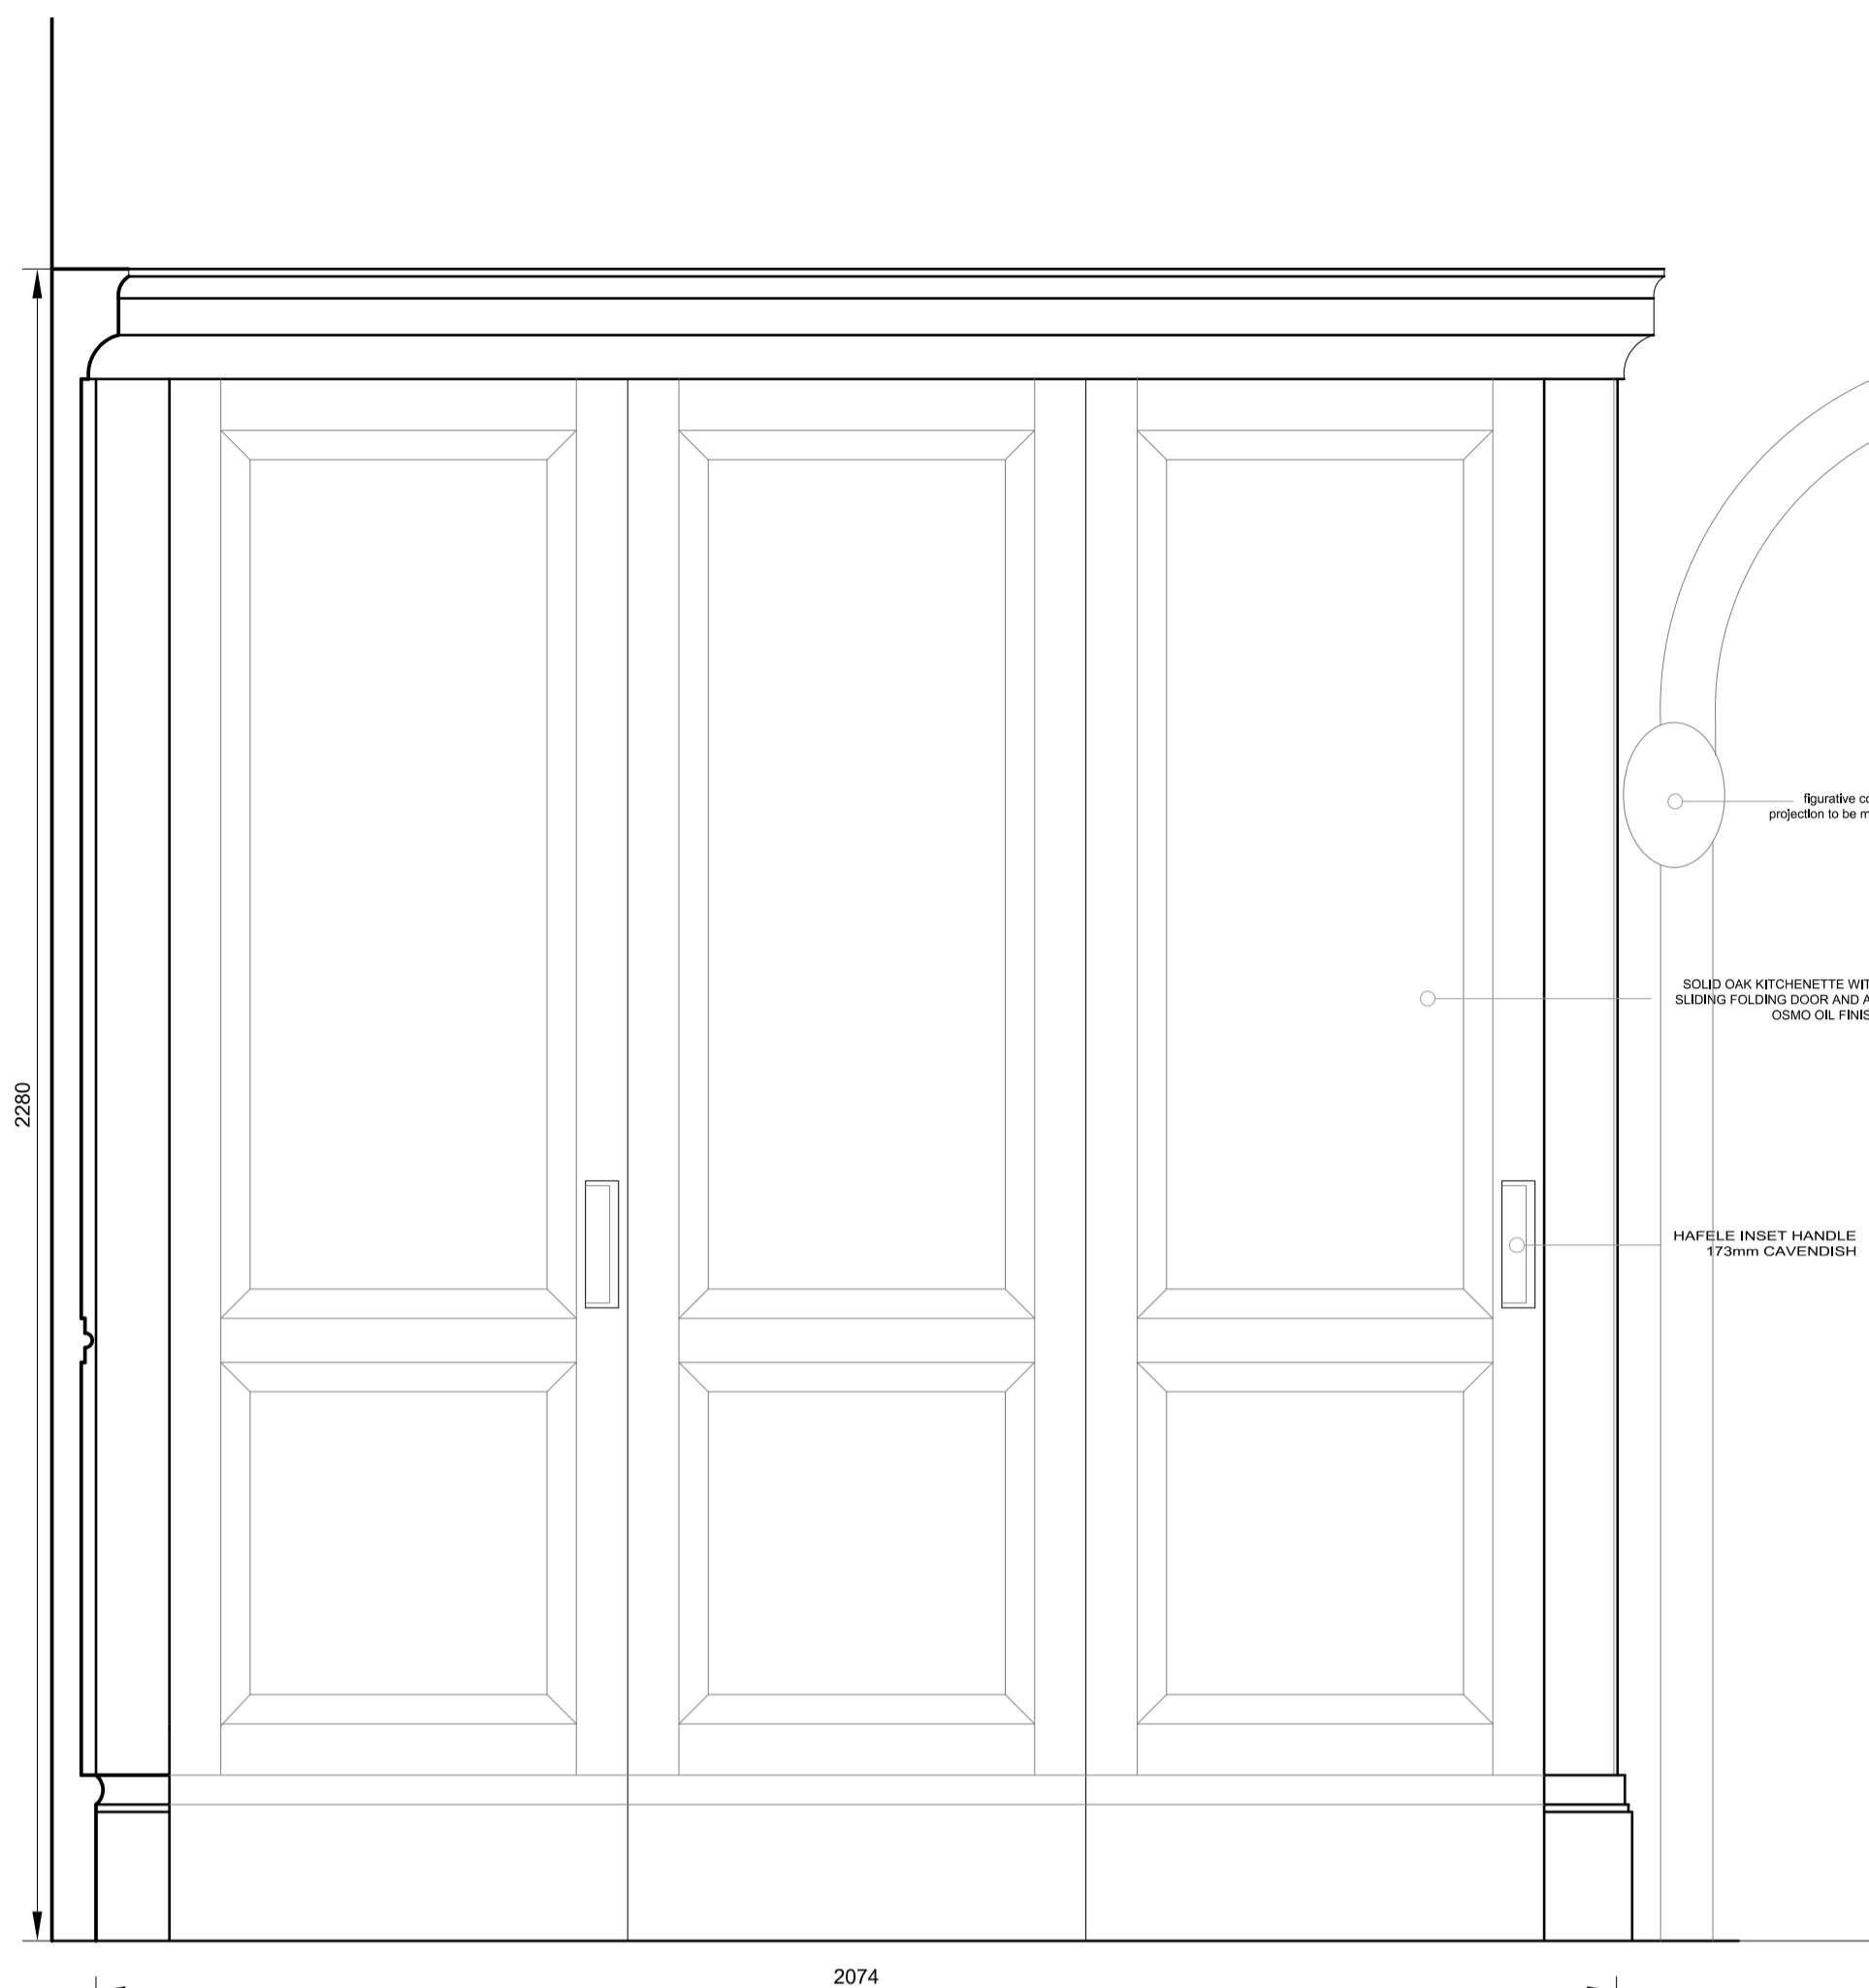 figurative co
projection to be m
SOLID OAK KITCHENETTE WIT
SLIDING FOLDING DOOR AND A
OSMO OIL FINIS
2280
HAFELE INSET HANDLE
173mm CAVENDISH
2074